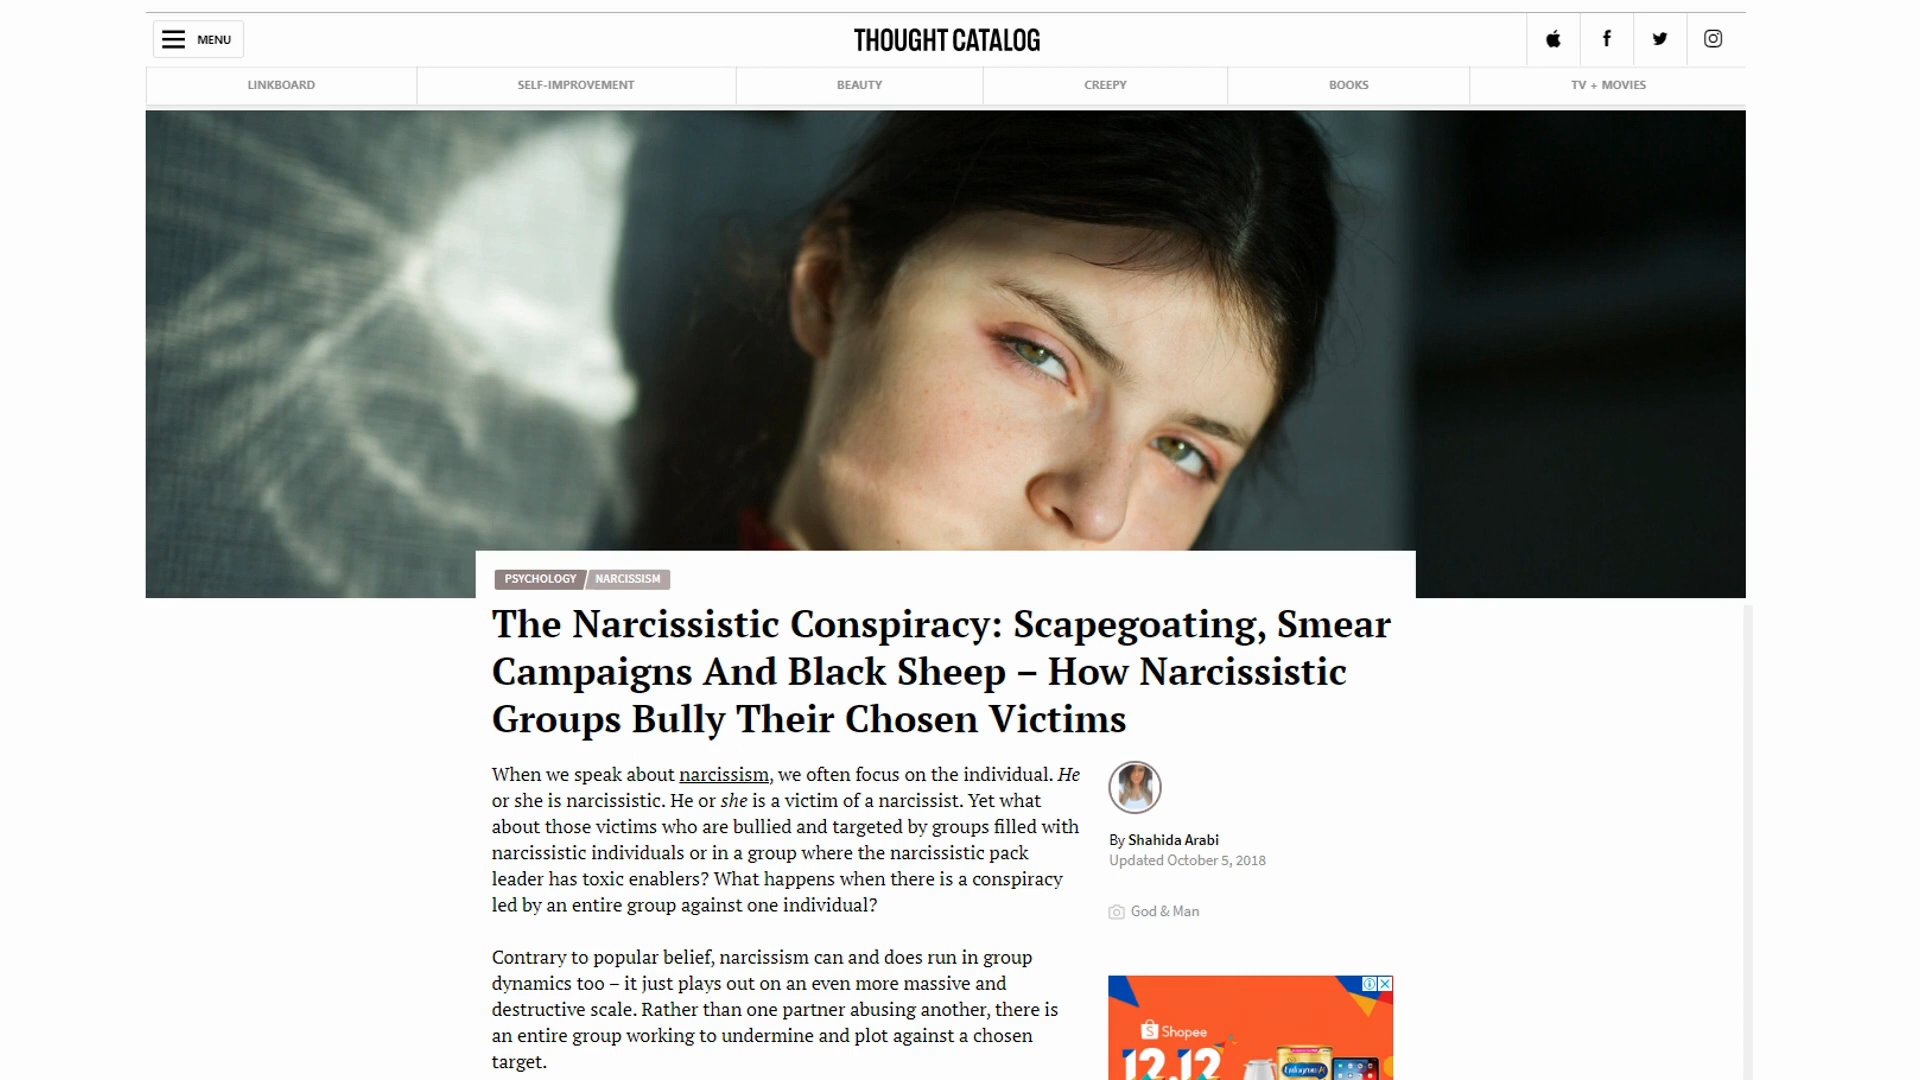 MENU
THOUGHT CATALOG
LINKBOARD
SELF-IMPROVEMENT
BEAUTY
CREEPY
BOOKS
TV + MOVIES
PSYCHOLOGY
NARCISSISM
The Narcissistic Conspiracy: Scapegoating, Smear
Campaigns And Black Sheep – How Narcissistic
Groups Bully Their Chosen Victims
When we speak about narcissism, we often focus on the individual. He
or she is narcissistic. He or she is a victim of a narcissist. Yet what
about those victims who are bullied and targeted by groups filled with
narcissistic individuals or in a group where the narcissistic pack
leader has toxic enablers? What happens when there is a conspiracy
led by an entire group against one individual?
Contrary to popular belief, narcissism can and does run in group
dynamics too – it just plays out on an even more massive and
destructive scale. Rather than one partner abusing another, there is
an entire group working to undermine and plot against a chosen
target.
By Shahida Arabi
Updated October 5, 2018
God & Man
Shopee
12.12